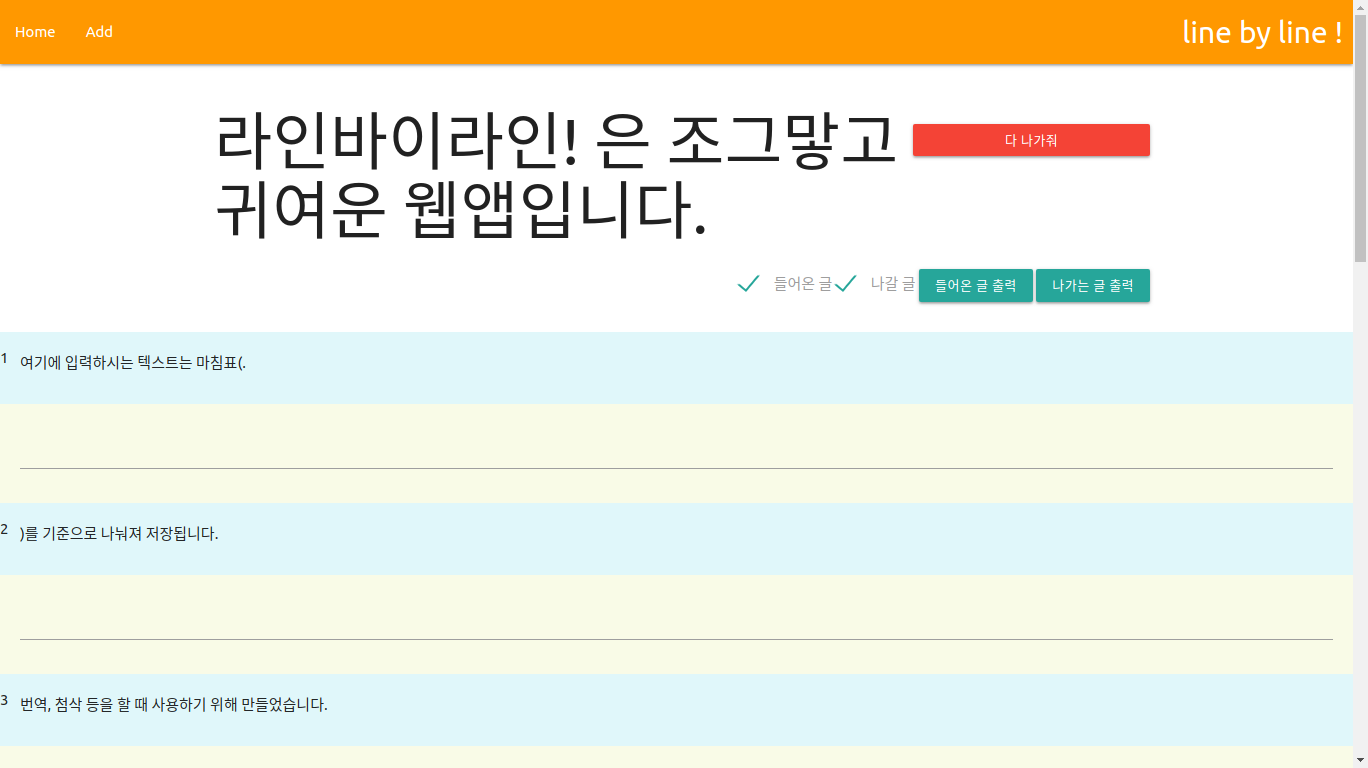 Home Add line by line !
라인바이라인! 은 조그맣고
다 나가줘
귀여운 웹앱입니다.
들어온 글 나갈 글 들어온 글 출력 나가는 글 출력
1 여기에 입력하시는 텍스트는 마침표(.
2 )를 기준으로 나눠져 저장됩니다.
3 번역, 첨삭 등을 할 때 사용하기 위해 만들었습니다.